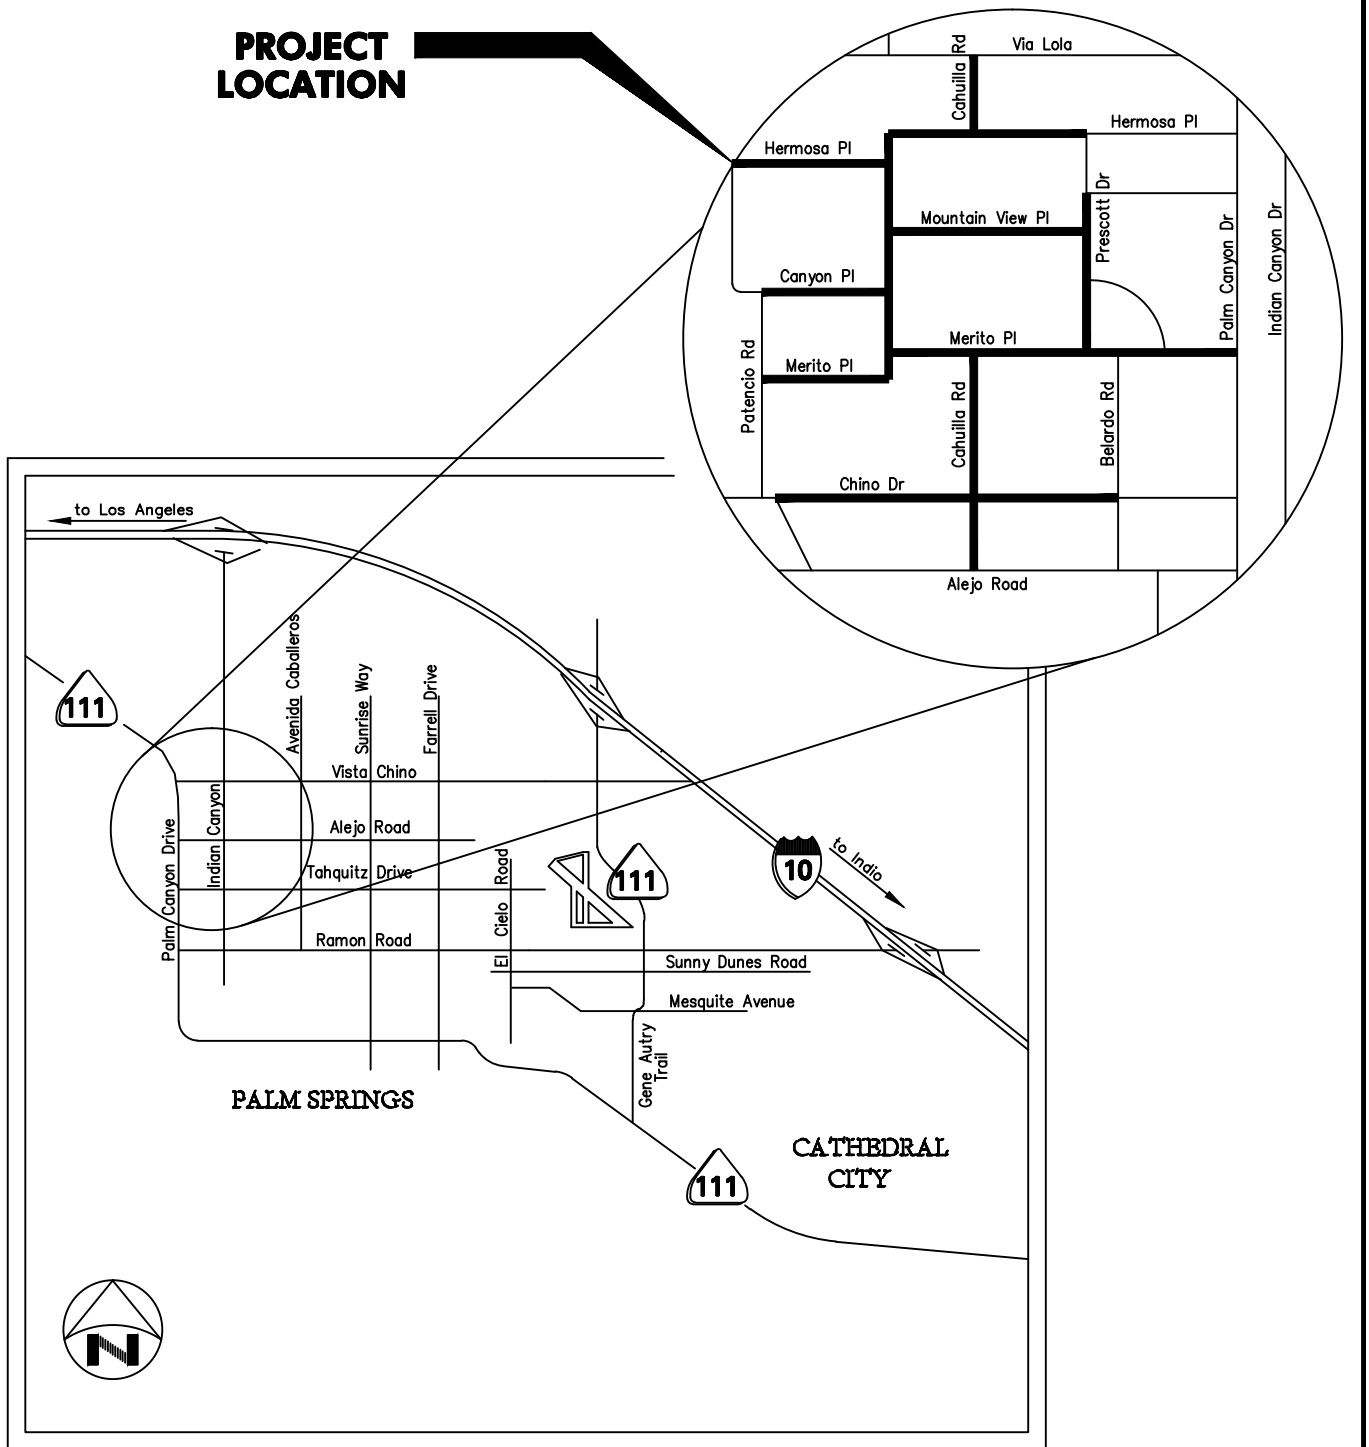 PROJECT
LOCATION
Via Lola
Cahuilla Rd
Hermosa Pl
Hermosa Pl
Prescott Dr
Mountain View Pl
Palm Canyon Dr
Indian Canyon Dr
Canyon Pl
Merito Pl
Merito Pl
Patencio Rd
Cahuilla Rd
Belardo Rd
Chino Dr
Alejo Road
to Los Angeles
111
Avenida Caballeros
Sunrise Way
Farrell Drive
Vista Chino
Indian Canyon
Palm Canyon Drive
Alejo Road
Tahquitz Drive
El Cielo Road
111
10
to Indio
Ramon Road
Sunny Dunes Road
Mesquite Avenue
Gene Autry
Trail
PALM SPRINGS
CATHEDRAL
CITY
111
N